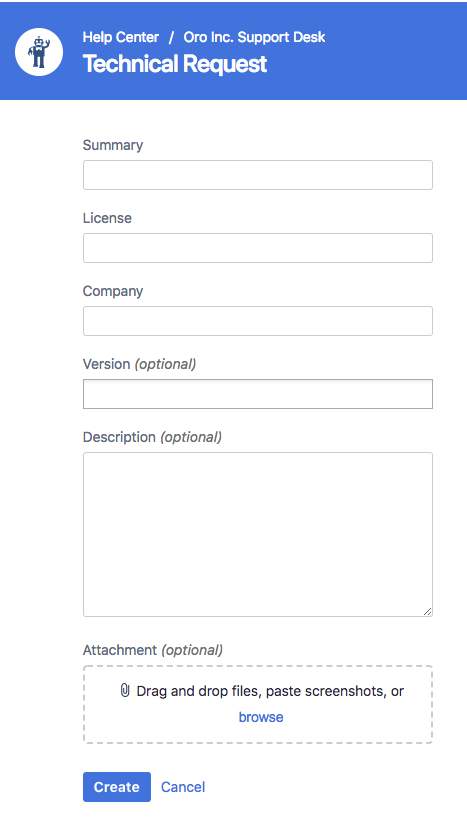 Help Center / Oro Inc. Support Desk
Technical Request
Summary
License
Company
Version (optional)
Description (optional)
Attachment (optional)
Drag and drop files, paste screenshots, or
browse
Create Cancel